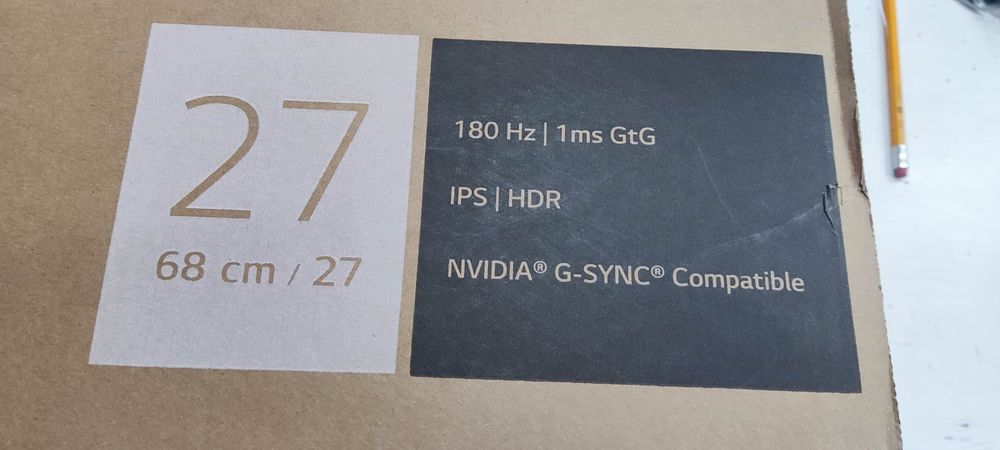 27
68 cm / 27
180 Hz | 1ms GtG
IPS | HDR
NVIDIA® G-SYNC® Compatible